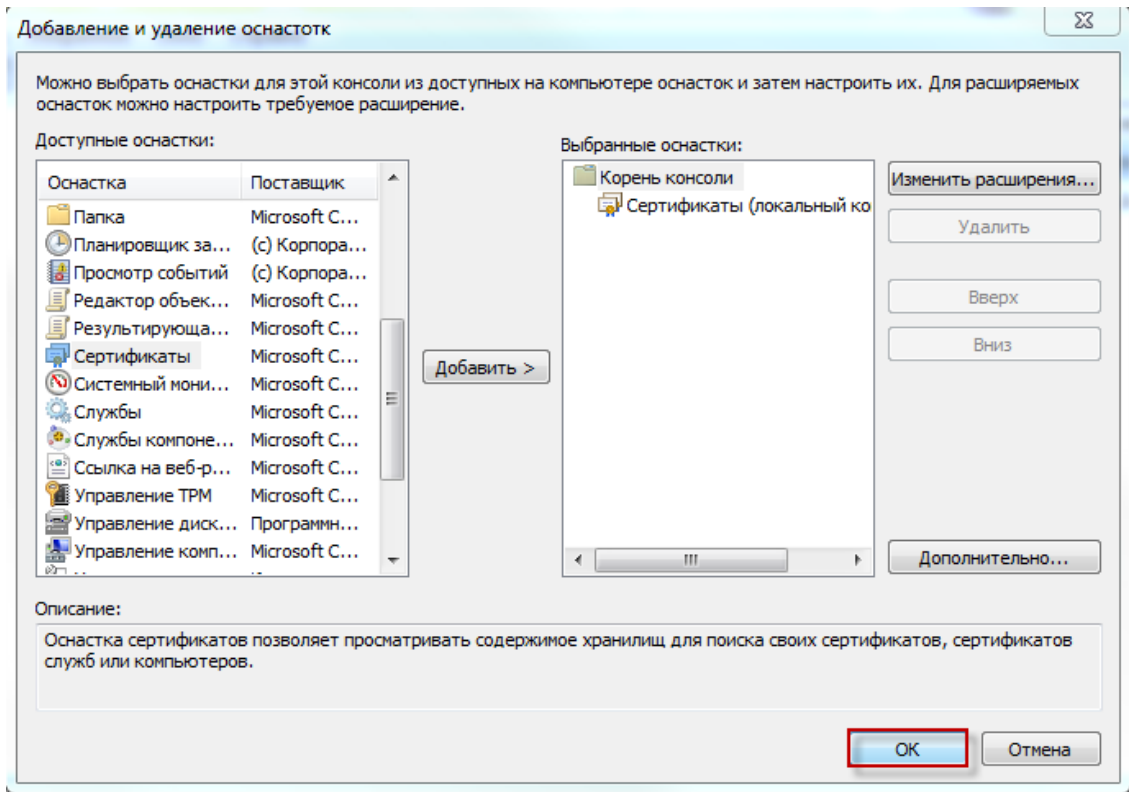 Добавление и удаление оснастотк
Можно выбрать оснастки для этой консоли из доступных на компьютере оснасток и затем настроить их. Для расширяемых
оснасток можно настроить требуемое расширение.
Доступные оснастки:
Оснастка Поставщик
Папка Microsoft C...
Планировщик за... (с) Корпора...
Просмотр событий (с) Корпора...
Редактор объек... Microsoft C...
Результирующа... Microsoft C...
Сертификаты Microsoft C...
Системный мони... Microsoft C...
Службы Microsoft C...
Службы компоне... Microsoft C...
Ссылка на веб-р... Microsoft C...
Управление TPM Microsoft C...
Управление диск... Программн...
Управление комп... Microsoft C...
Добавить >
Выбранные оснастки:
Корень консоли
Сертификаты (локальный ко
Изменить расширения...
Удалить
Вверх
Вниз
Дополнительно...
Описание:
Оснастка сертификатов позволяет просматривать содержимое хранилищ для поиска своих сертификатов, сертификатов
служб или компьютеров.
ОК Отмена